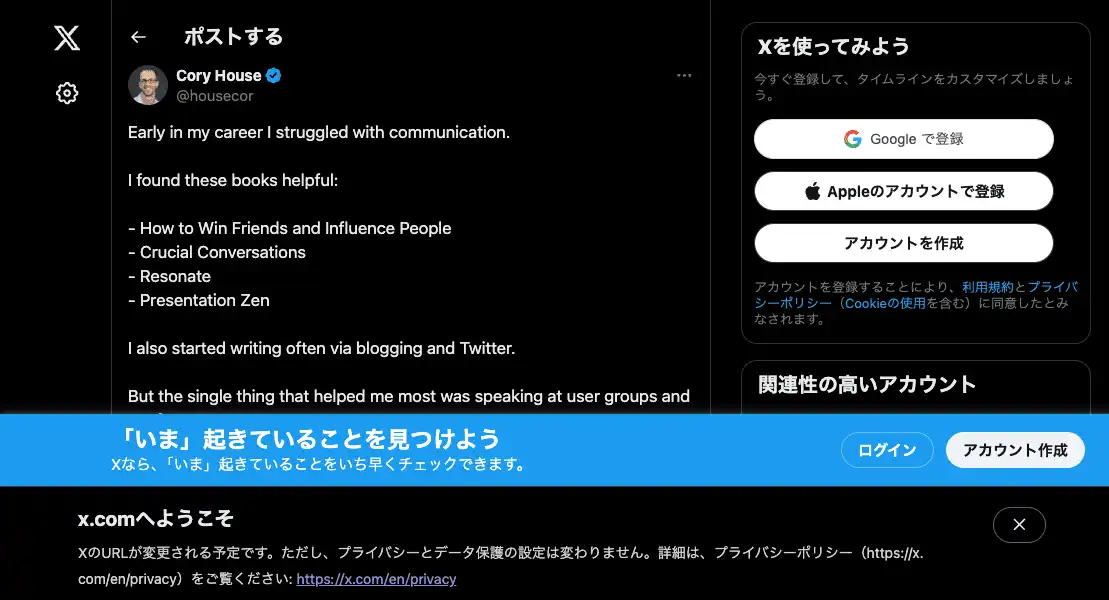 ポストする
Cory House
@housecor
Early in my career I struggled with communication.
I found these books helpful:
- How to Win Friends and Influence People
- Crucial Conversations
- Resonate
- Presentation Zen
I also started writing often via blogging and Twitter.
But the single thing that helped me most was speaking at user groups and
Xを使ってみよう
今すぐ登録して、タイムラインをカスタマイズしましょ
う。
Google で登録
Appleのアカウントで登録
アカウントを作成
アカウントを登録することにより、利用規約とプライバ
シーポリシー（Cookieの使用を含む）に同意したとみ
なされます。
関連性の高いアカウント
「いま」起きていることを見つけよう
Xなら、「いま」起きていることをいち早くチェックできます。
ログイン
アカウント作成
x.comへようこそ
XのURLが変更される予定です。ただし、プライバシーとデータ保護の設定は変わりません。詳細は、プライバシーポリシー（https://x.
com/en/privacy）をご覧ください: https://x.com/en/privacy